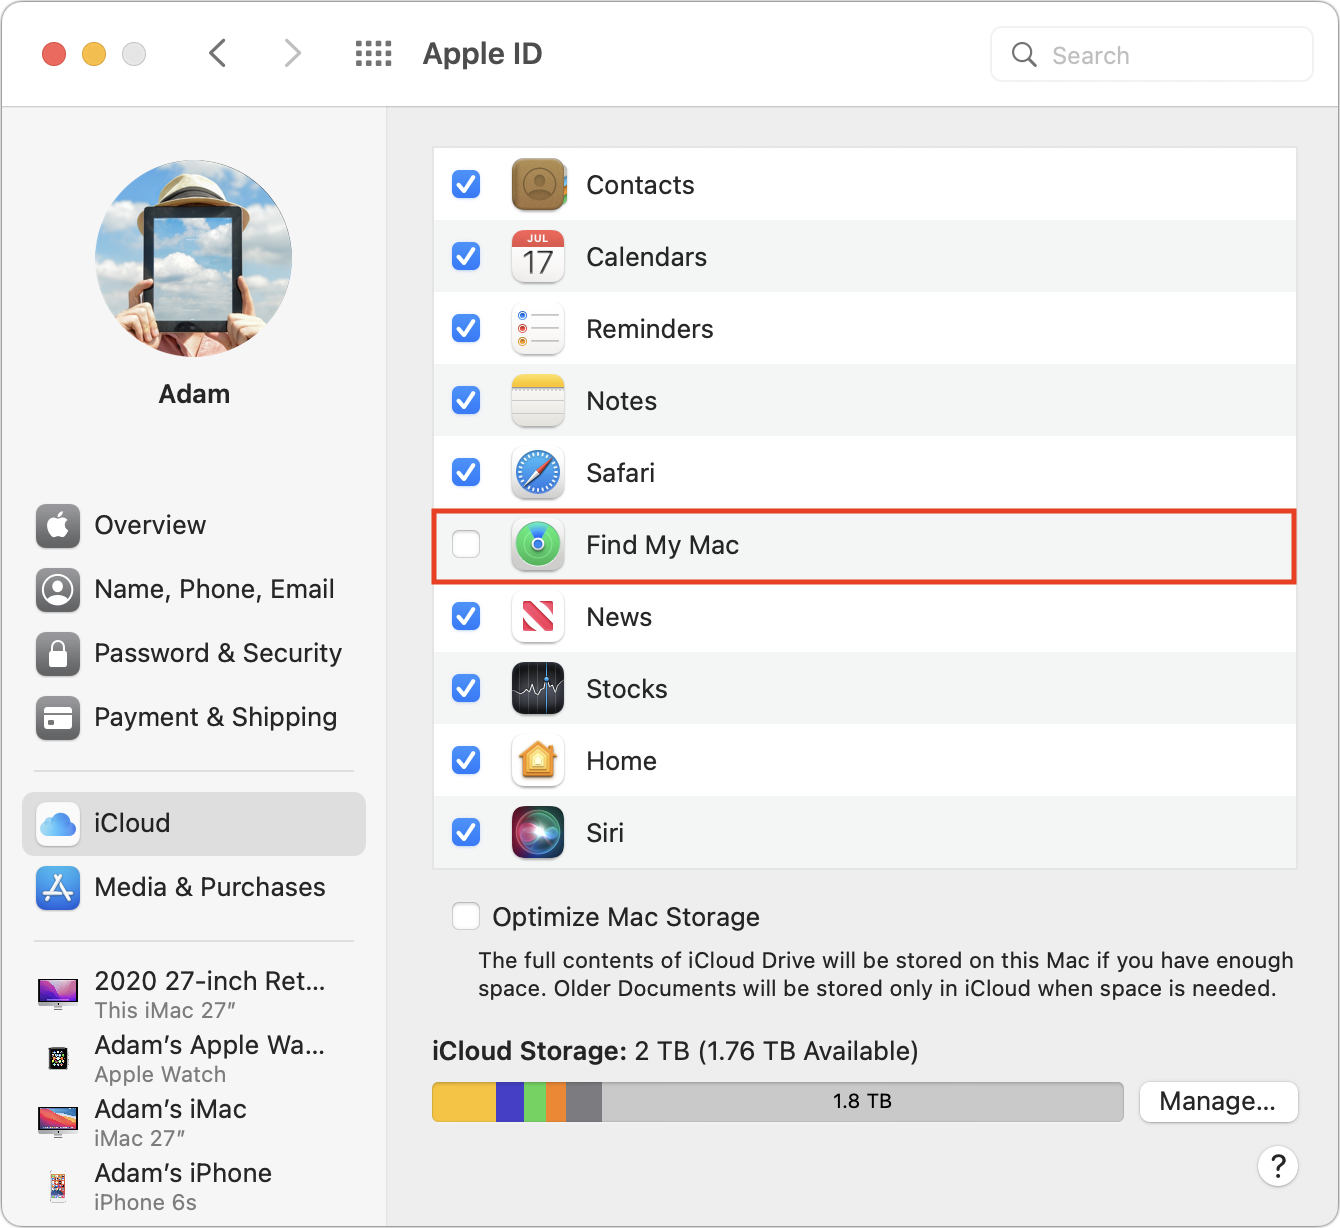 Apple ID
Search
Adam
Overview
Name, Phone, Email
Password & Security
Payment & Shipping
iCloud
Media & Purchases
2020 27-inch Ret...
This iMac 27”
Adam’s Apple Wa...
Apple Watch
Adam’s iMac
iMac 27”
Adam’s iPhone
iPhone 6s
Contacts
JUL
17
Calendars
Reminders
Notes
Safari
Find My Mac
News
Stocks
Home
Siri
Optimize Mac Storage
The full contents of iCloud Drive will be stored on this Mac if you have enough
space. Older Documents will be stored only in iCloud when space is needed.
iCloud Storage: 2 TB (1.76 TB Available)
1.8 TB
Manage...
?